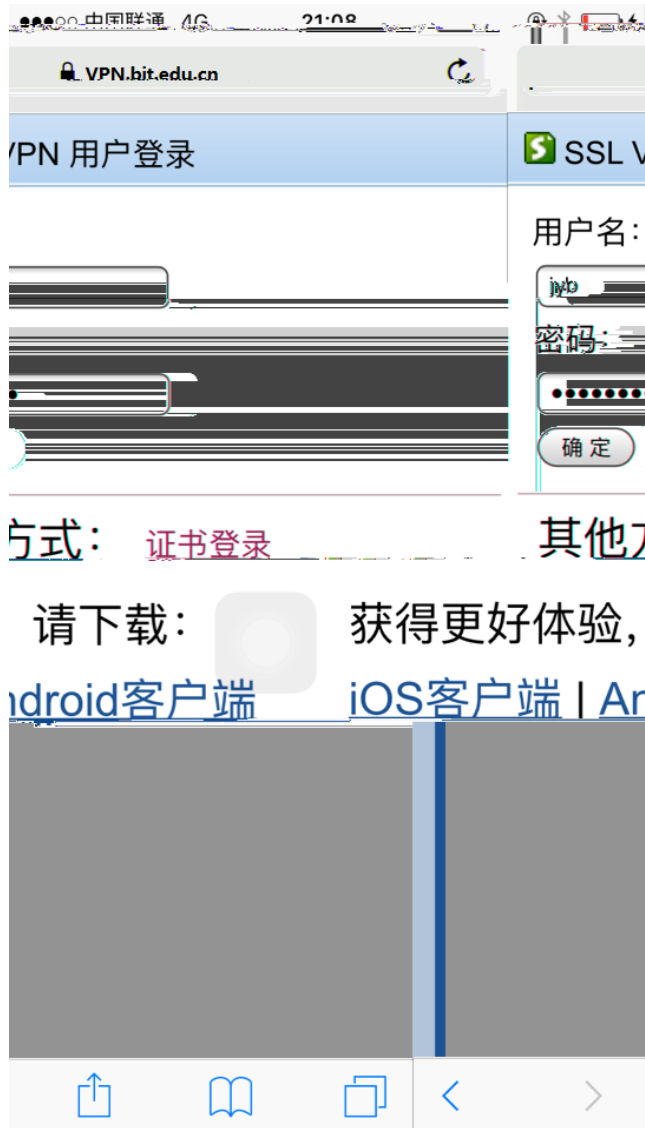 ●●●○○ 中国联通 4G 21:08
VPN.bit.edu.cn
VPN 用户登录
SSL V
用户名：
jyb
密码：
确 定
方式： 证书登录
其他方
请下载：
获得更好体验，
ndroid客户端
iOS客户端 | An